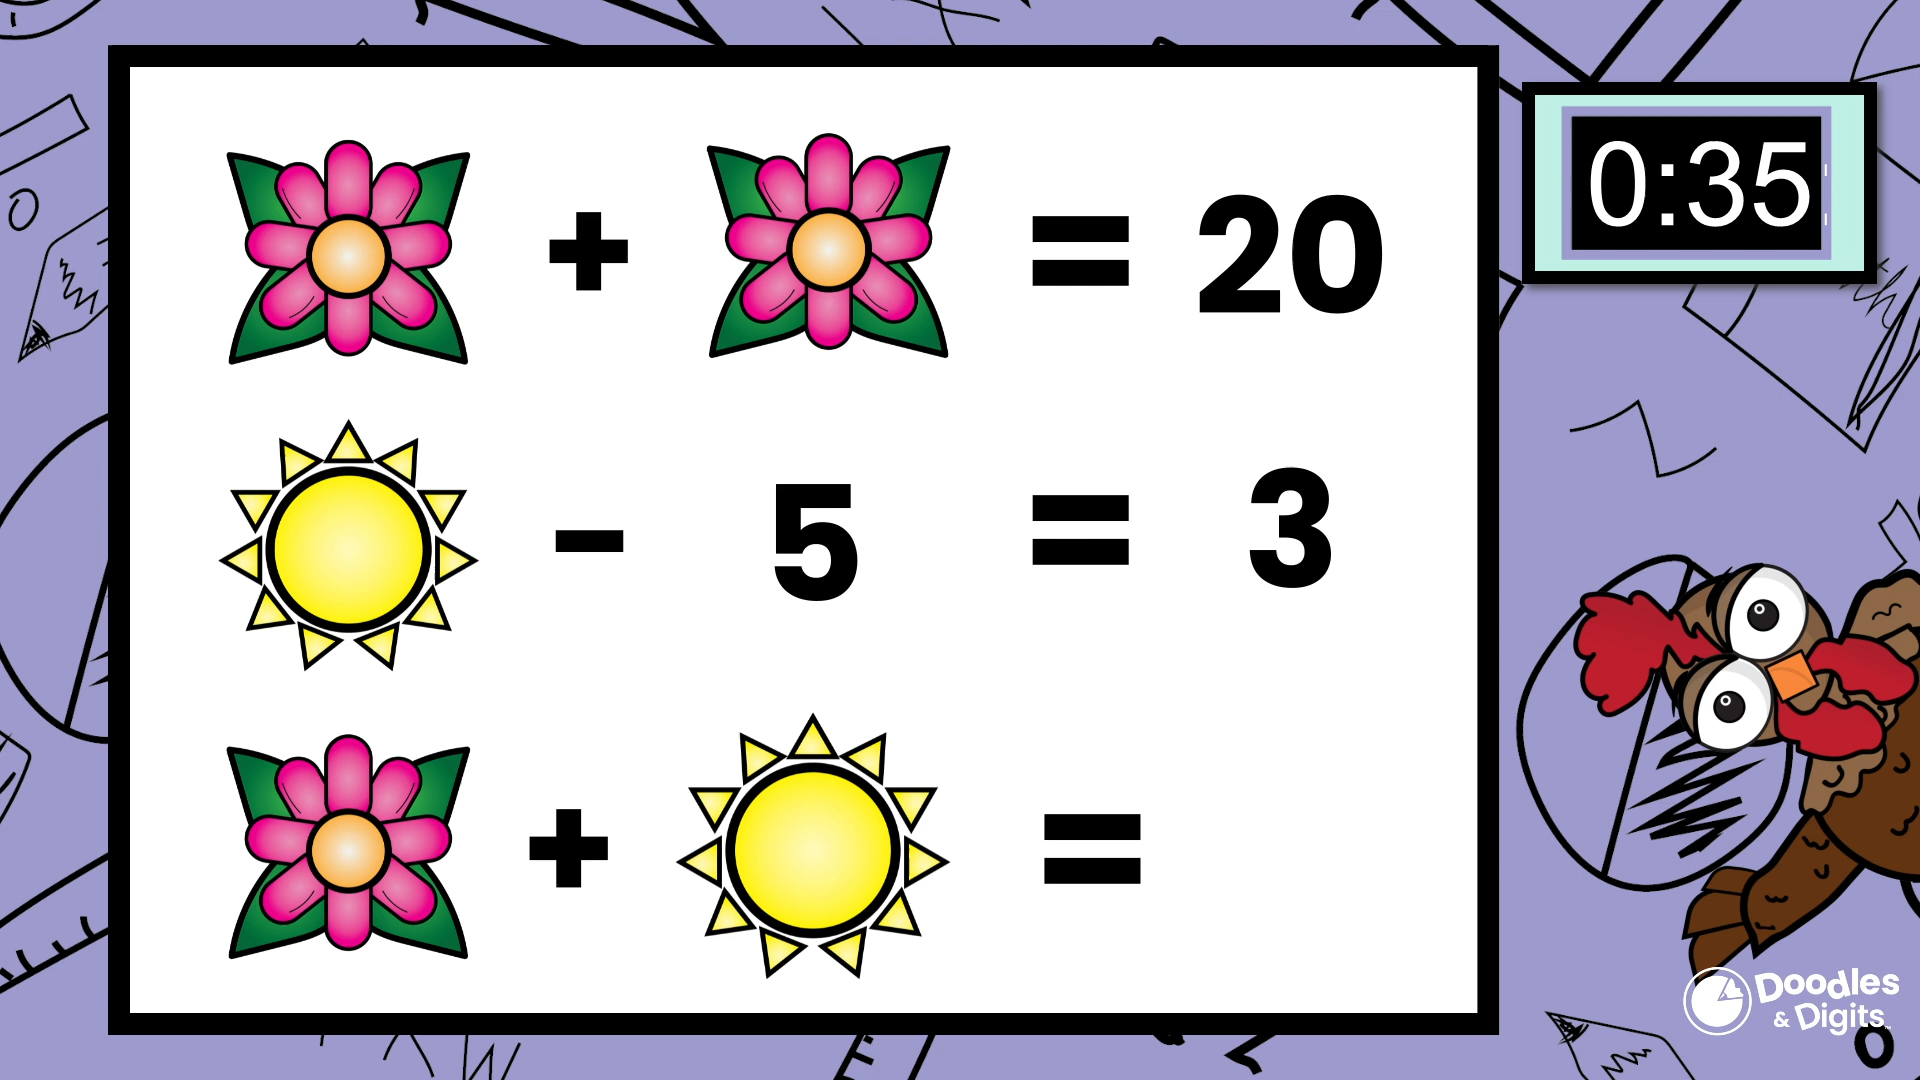 + = 20
0:35
- 5 = 3
+ =
Doodles
& Digits